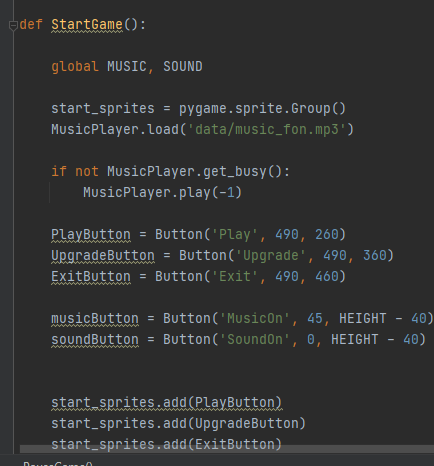 def StartGame():
global MUSIC, SOUND
start_sprites = pygame.sprite.Group()
MusicPlayer.load('data/music_fon.mp3')
if not MusicPlayer.get_busy():
MusicPlayer.play(-1)
PlayButton = Button('Play', 490, 260)
UpgradeButton = Button('Upgrade', 490, 360)
ExitButton = Button('Exit', 490, 460)
musicButton = Button('MusicOn', 45, HEIGHT - 40)
soundButton = Button('SoundOn', 0, HEIGHT - 40)
start_sprites.add(PlayButton)
start_sprites.add(UpgradeButton)
start_sprites.add(ExitButton)